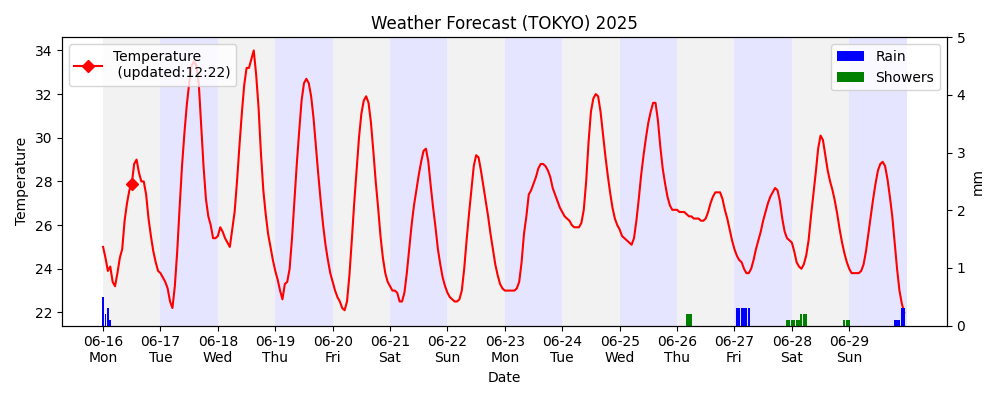 Weather Forecast (TOKYO) 2025
Temperature
(updated:12:22)
Rain
Showers
Temperature
34
32
30
28
26
24
22
5
4
3
2
1
0
mm
06-16 06-17 06-18 06-19 06-20 06-21 06-22 06-23 06-24 06-25 06-26 06-27 06-28 06-29
Mon Tue Wed Thu Fri Sat Sun Mon Tue Wed Thu Fri Sat Sun
Date